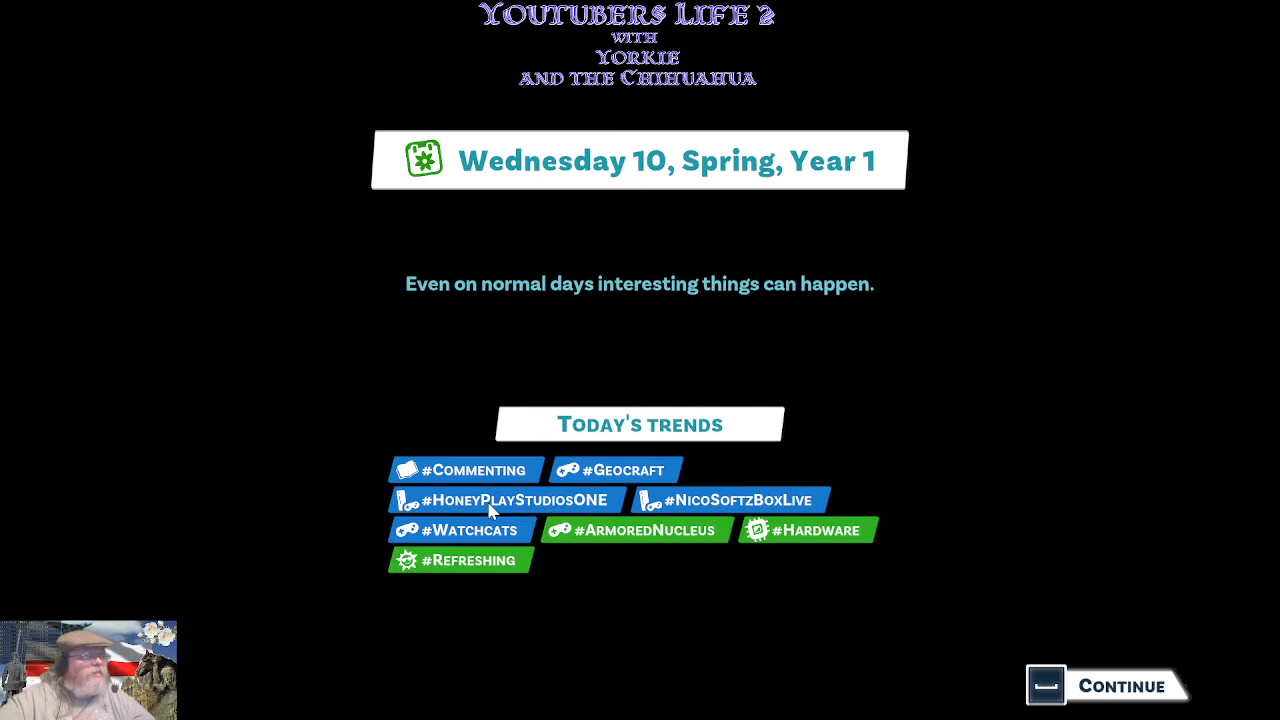 YOUTUBERS LIFE 2
WITH
YORKIE
AND THE CHIHUAHUA
Wednesday 10, Spring, Year 1
Even on normal days interesting things can happen.
TODAY'S TRENDS
#COMMENTING #GEOCRAFT
#HONEYPLAYSTUDIOSONE #NICOSOFTZBOXLIVE
#WATCHCATS #ARMOREDNUCLEUS #HARDWARE
#REFRESHING
CONTINUE